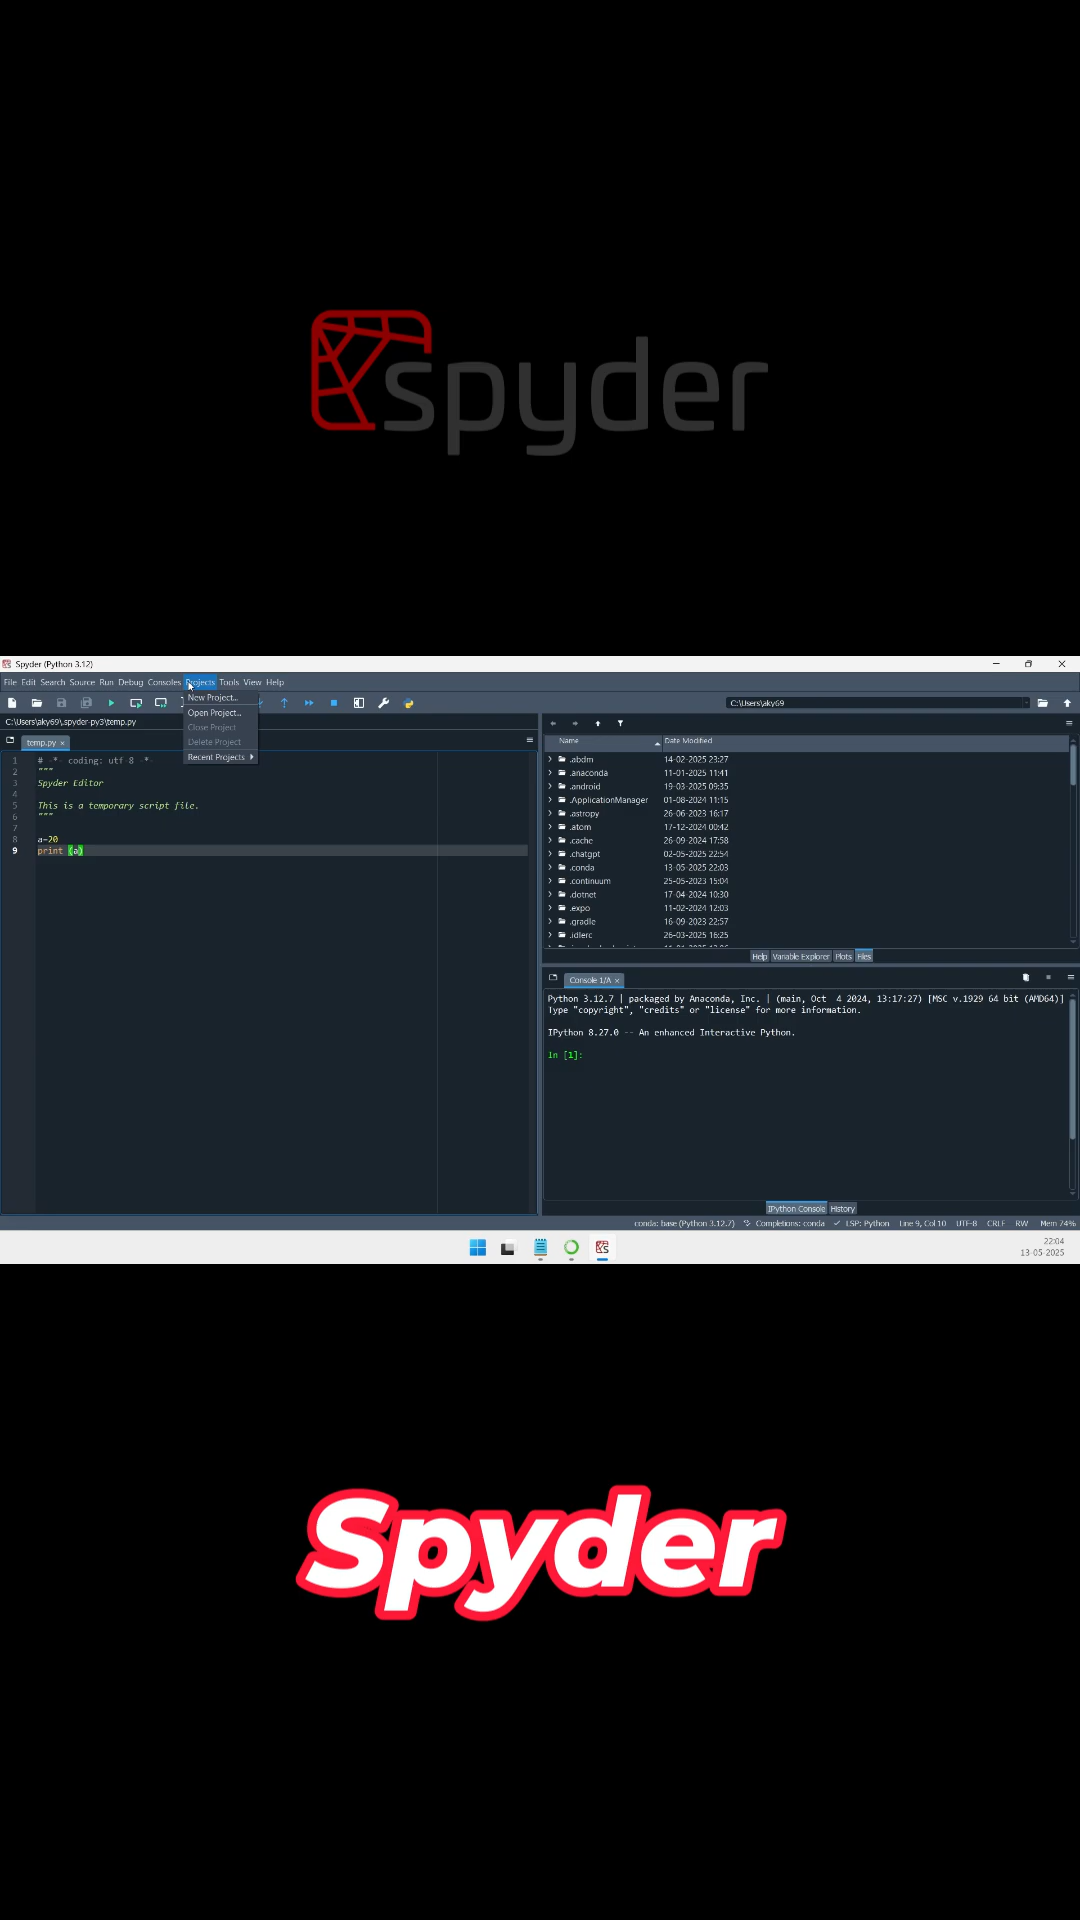 spyder
Spyder (Python 3.12)
File Edit Search Source Run Debug Consoles Projects Tools View Help
New Project...
Open Project...
Close Project
Delete Project
Recent Projects
C:\Users\aky69
C:\Users\aky69\.spyder-py3\temp.py
temp.py
1 # -*- coding: utf-8 -*-
2 """
3 Spyder Editor
4
5 This is a temporary script file.
6 """
7
8 a=20
9 print (a)
Name Date Modified
.abdm 14-02-2025 23:27
.anaconda 11-01-2025 11:41
.android 19-03-2025 09:35
.ApplicationManager 01-08-2024 11:15
.astropy 26-06-2023 16:17
.atom 17-12-2024 00:42
.cache 26-09-2024 17:58
.chatgpt 02-05-2025 22:54
.conda 13-05-2025 22:03
.continuum 25-05-2023 15:04
.dotnet 17-04-2024 10:30
.expo 11-02-2024 12:03
.gradle 16-09-2023 22:57
.idlerc 26-03-2025 16:25
Help Variable Explorer Plots Files
Console 1/A
Python 3.12.7 | packaged by Anaconda, Inc. | (main, Oct  4 2024, 13:17:27) [MSC v.1929 64 bit (AMD64)]
Type "copyright", "credits" or "license" for more information.
IPython 8.27.0 -- An enhanced Interactive Python.
In [1]:
IPython Console History
conda: base (Python 3.12.7) Completions: conda LSP: Python Line 9, Col 10 UTF-8 CRLF RW Mem 74%
22:04
13-05-2025
Spyder